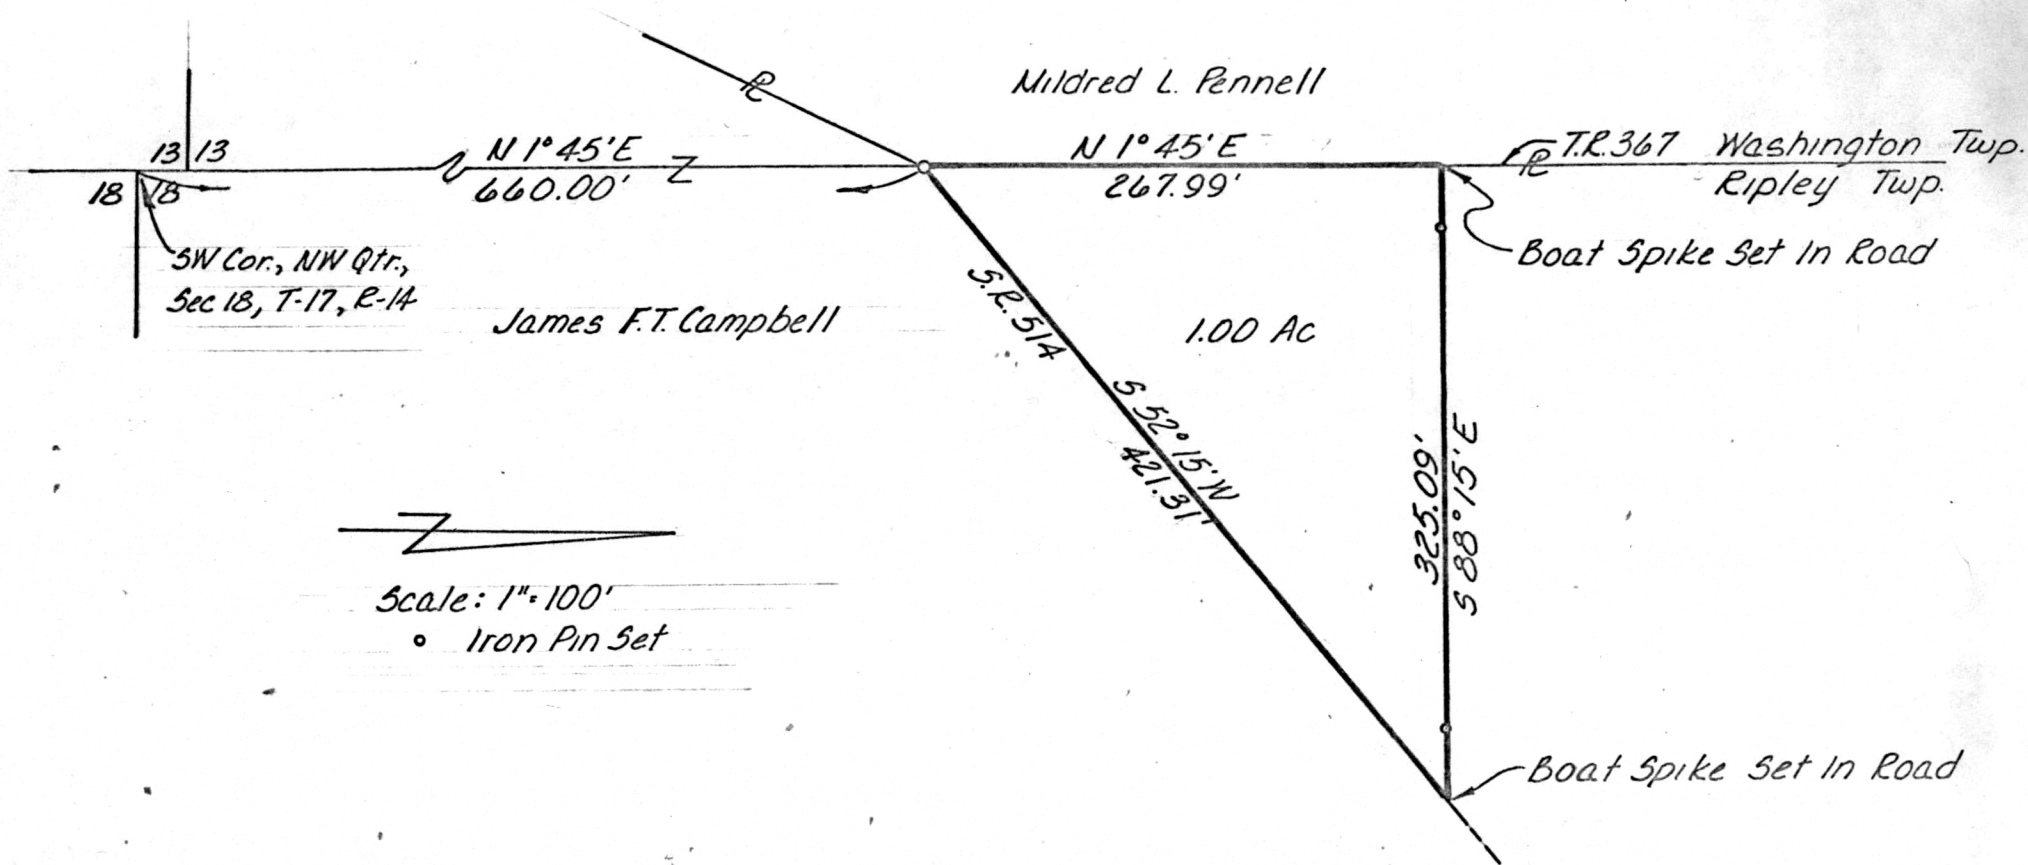 Mildred L. Pennell
13 13
N 1° 45' E
N 1° 45' E
℄ T.R. 367 Washington Twp.
18 18
660.00'
267.99'
Ripley Twp.
SW Cor., NW Qtr.,
Sec 18, T-17, R-14
Boat Spike Set In Road
James F.T. Campbell
S.R. 514
1.00 Ac
S 52° 15' W
421.31'
325.09'
S 88° 15' E
Scale: 1"=100'
Iron Pin Set
Boat Spike Set In Road